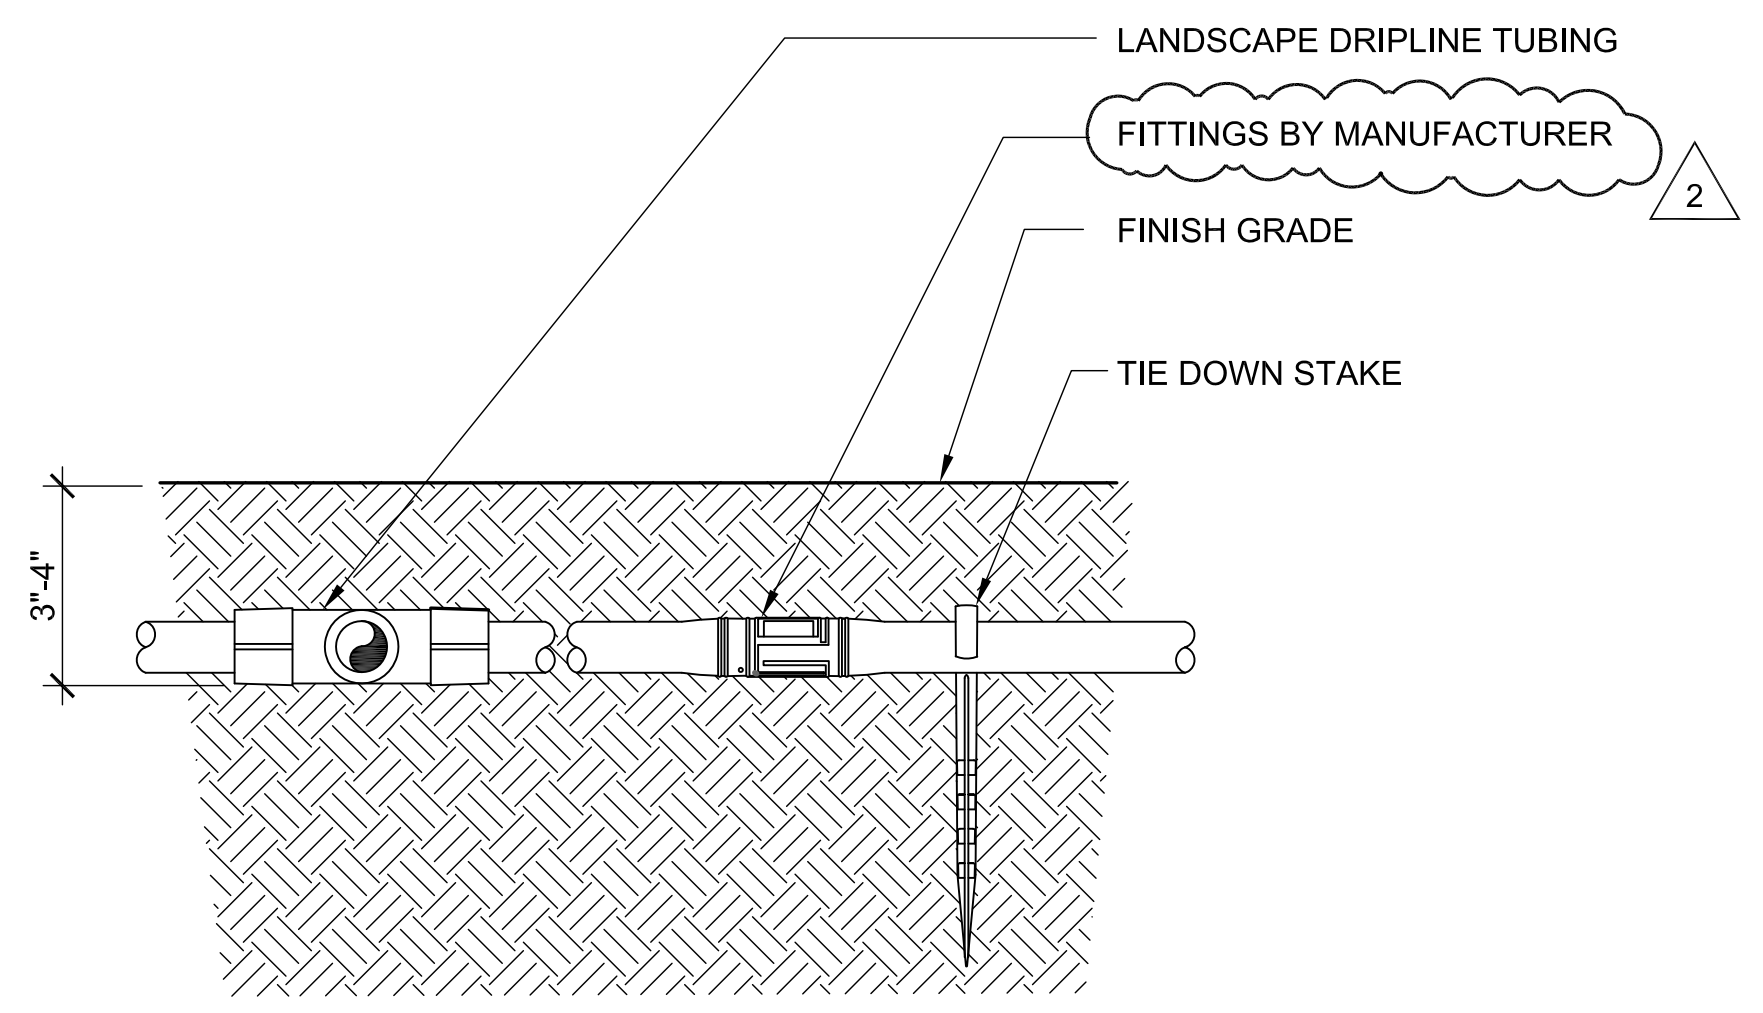 LANDSCAPE DRIPLINE TUBING
FITTINGS BY MANUFACTURER
2
FINISH GRADE
TIE DOWN STAKE
3"-4"